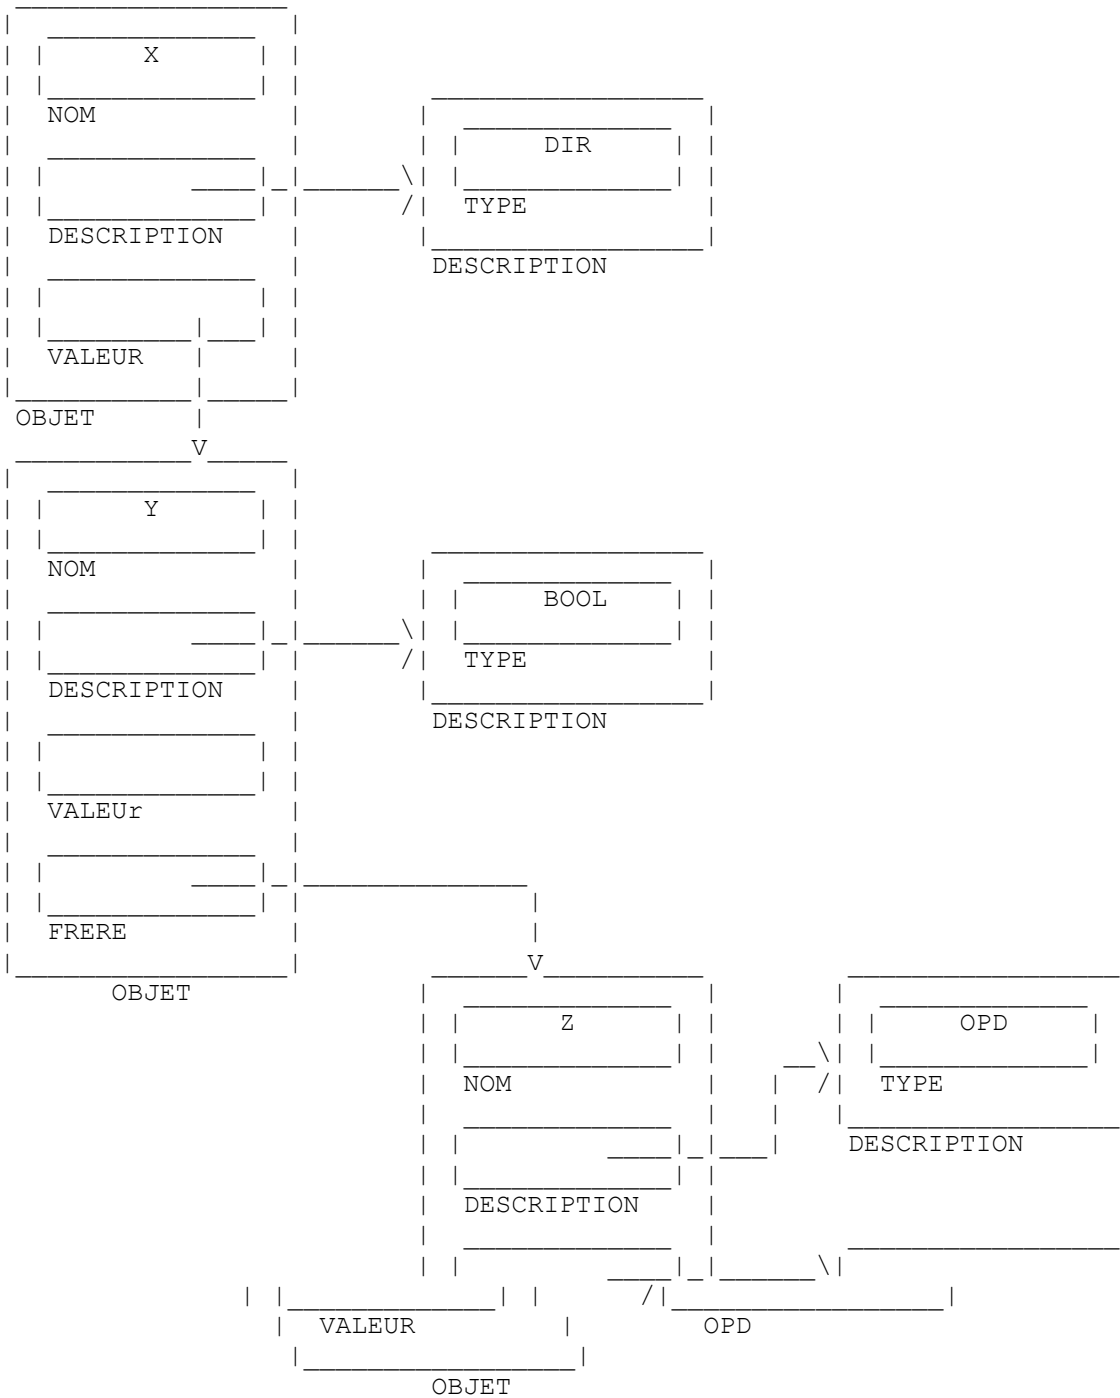 X
NOM
DIR
TYPE
DESCRIPTION
DESCRIPTION
VALEUR
OBJET
V
Y
NOM
BOOL
TYPE
DESCRIPTION
DESCRIPTION
VALEUr
FRERE
V
OBJET
Z OPD
NOM TYPE
DESCRIPTION
DESCRIPTION
VALEUR OPD
OBJET